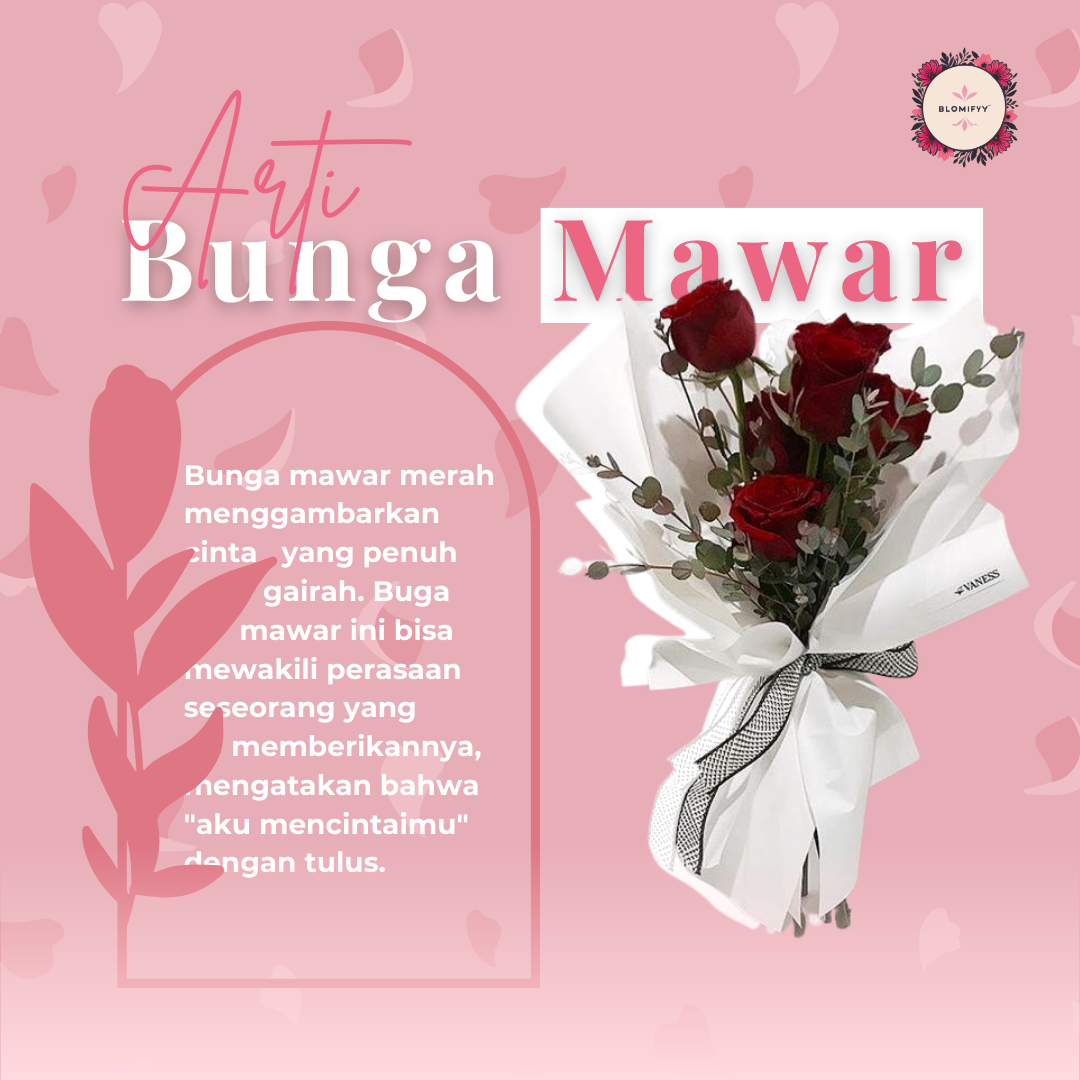 BLOMIFYY
Arti
Bunga Mawar
Bunga mawar merah
menggambarkan
cinta yang penuh
gairah. Buga
mawar ini bisa
mewakili perasaan
seseorang yang
memberikannya,
mengatakan bahwa
"aku mencintaimu"
dengan tulus.
VANESS